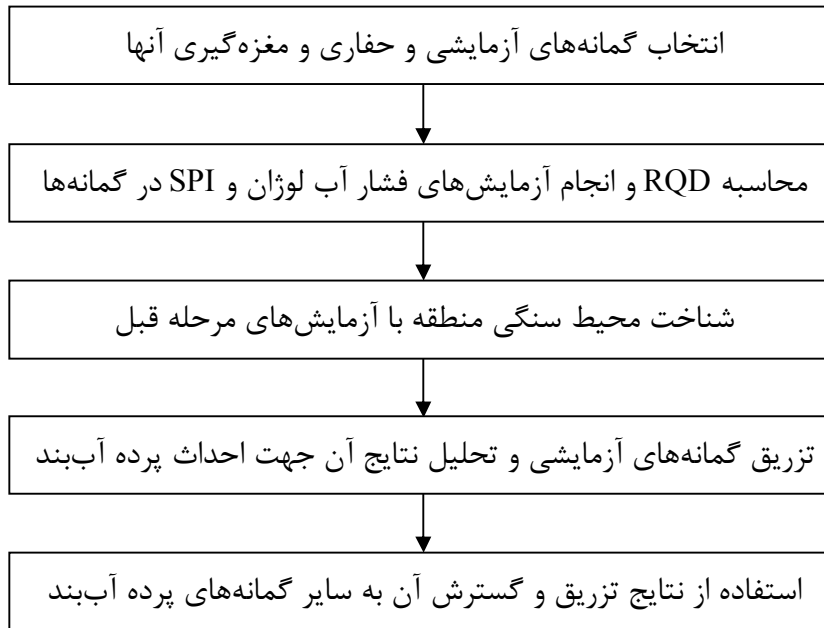 انتخاب گمانه‌های آزمایشی و حفاری و مغزه‌گیری آنها
محاسبه RQD و انجام آزمایش‌های فشار آب لوژان و SPI در گمانه‌ها
شناخت محیط سنگی منطقه با آزمایش‌های مرحله قبل
تزریق گمانه‌های آزمایشی و تحلیل نتایج آن جهت احداث پرده آب‌بند
استفاده از نتایج تزریق و گسترش آن به سایر گمانه‌های پرده آب‌بند